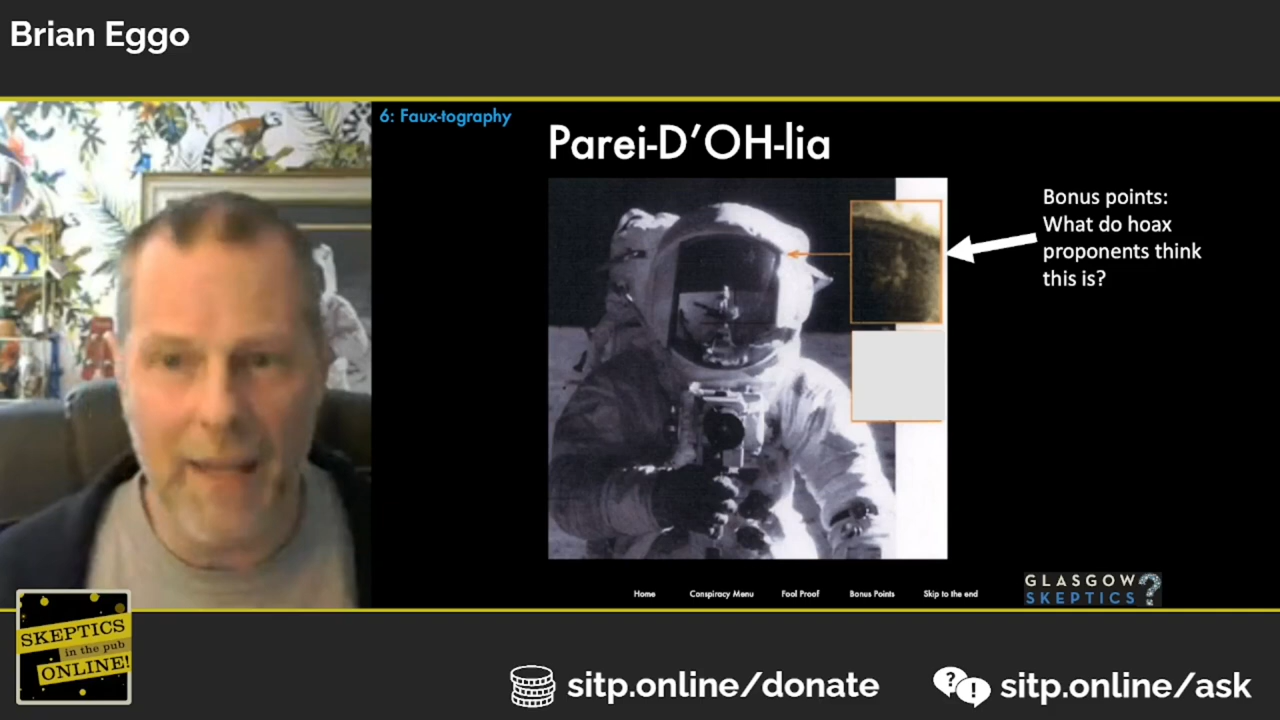 Brian Eggo
6: Faux-tography
Parei-D’OH-lia
Bonus points:
What do hoax
proponents think
this is?
Home
Conspiracy Menu
Fool Proof
Bonus Points
Skip to the end
GLASGOW
SKEPTICS
SKEPTICS
in the pub
ONLINE!
sitp.online/donate
sitp.online/ask